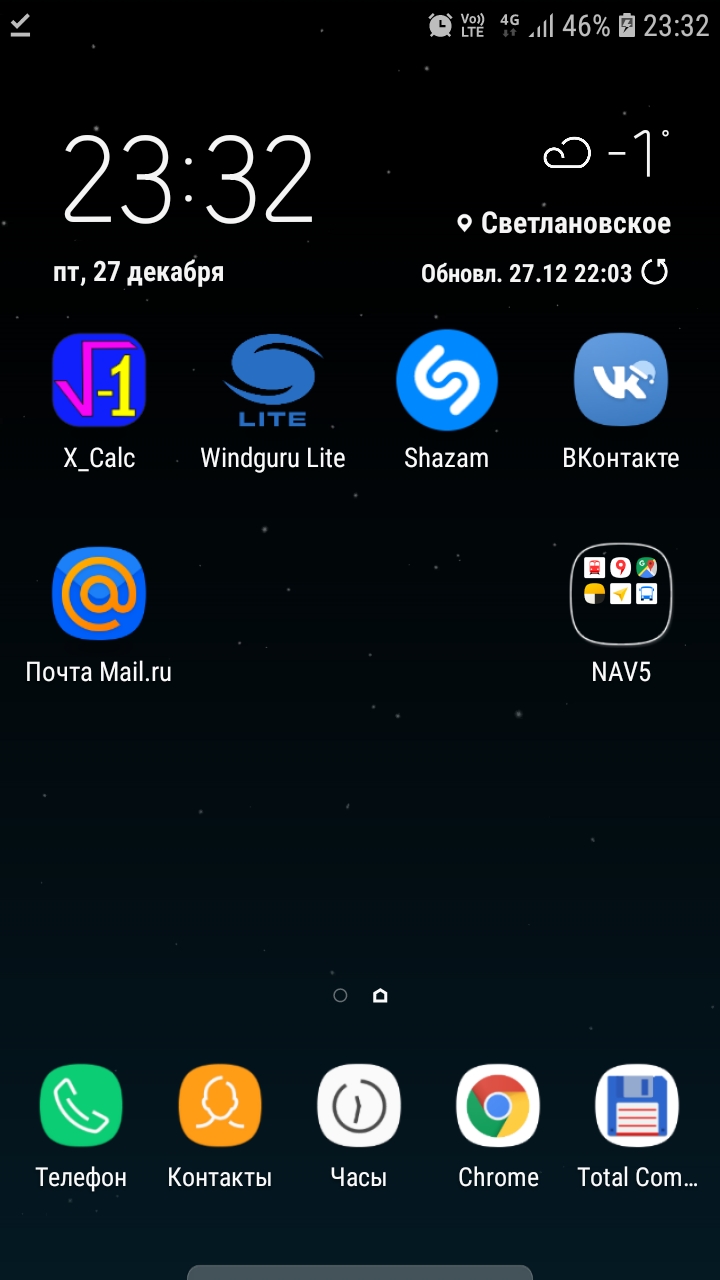 Vo)) LTE 4G 46% 23:32
23:32
-1°
Светлановское
пт, 27 декабря
Обновл. 27.12 22:03
√-1
LITE
X_Calc
Windguru Lite
Shazam
ВКонтакте
@
Почта Mail.ru
NAV5
Телефон
Контакты
Часы
Chrome
Total Com...